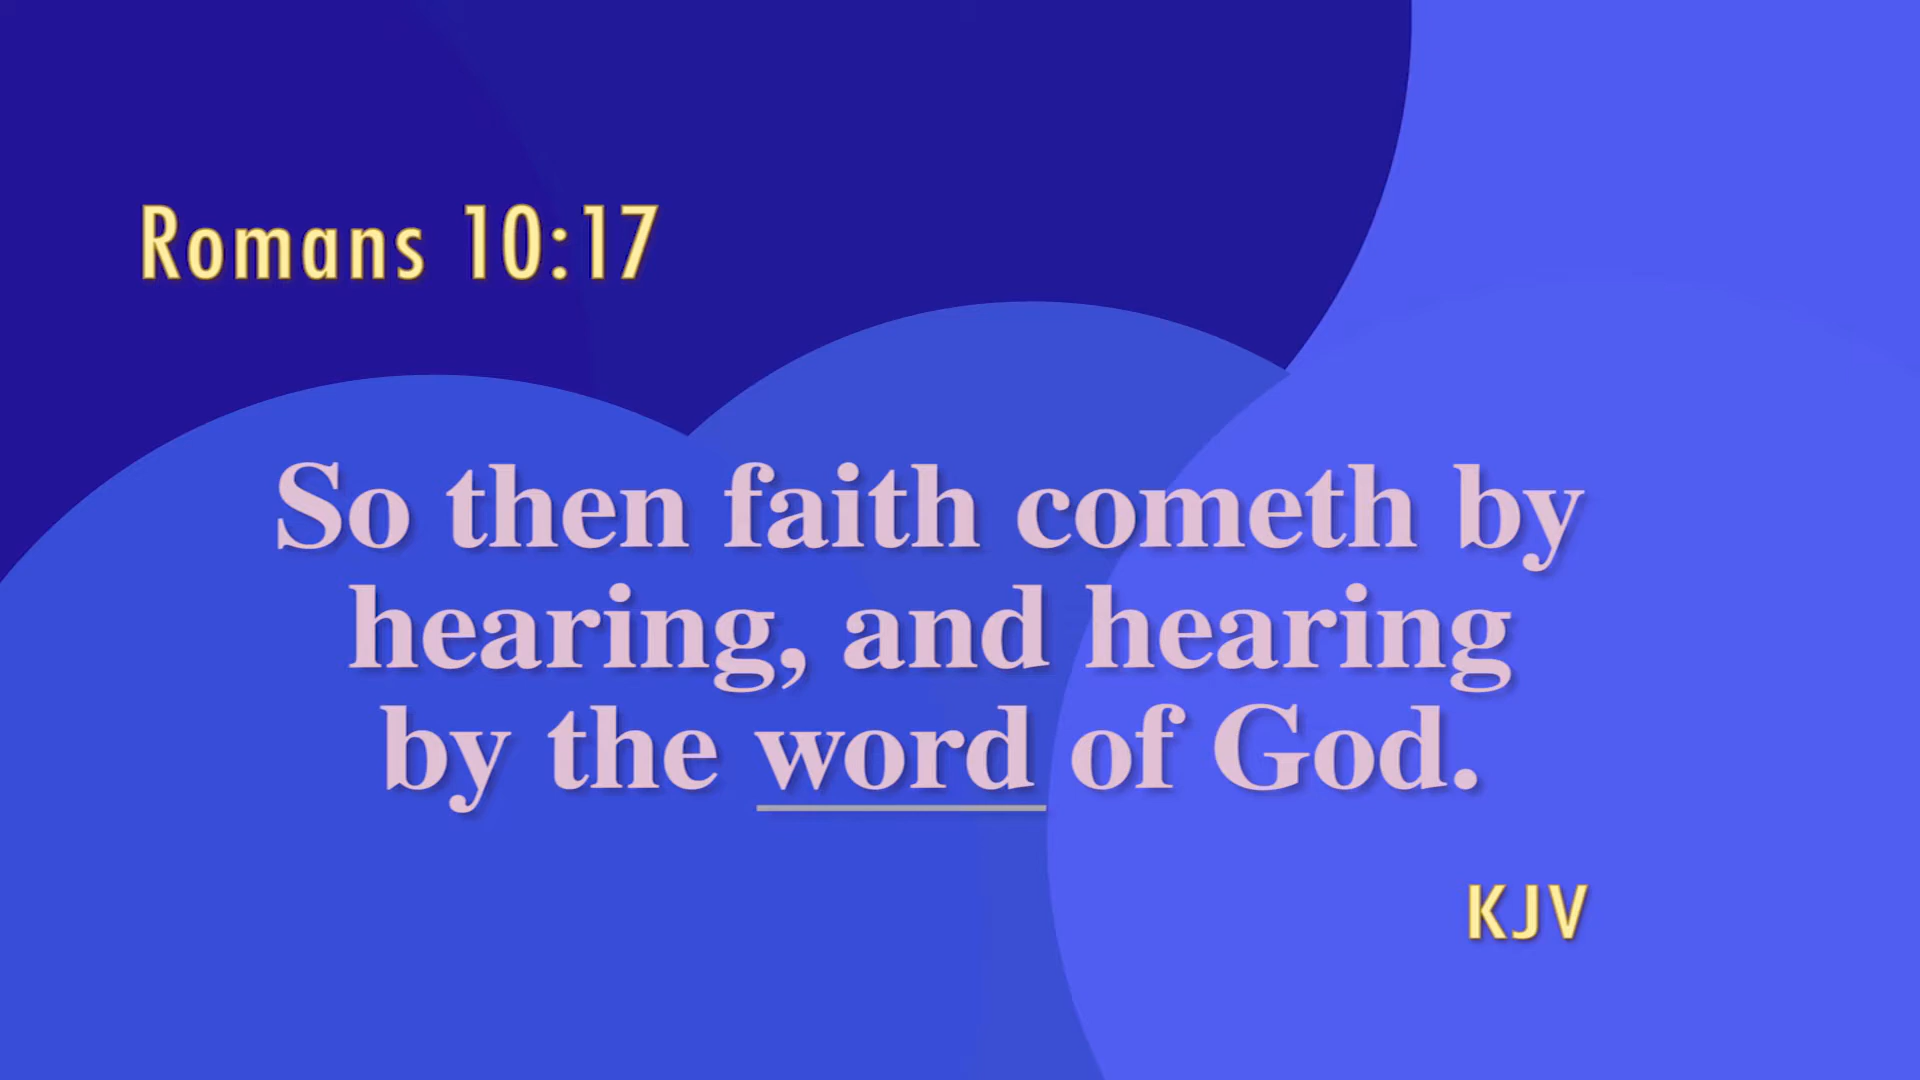 Romans 10:17
So then faith cometh by
hearing, and hearing
by the word of God.
KJV